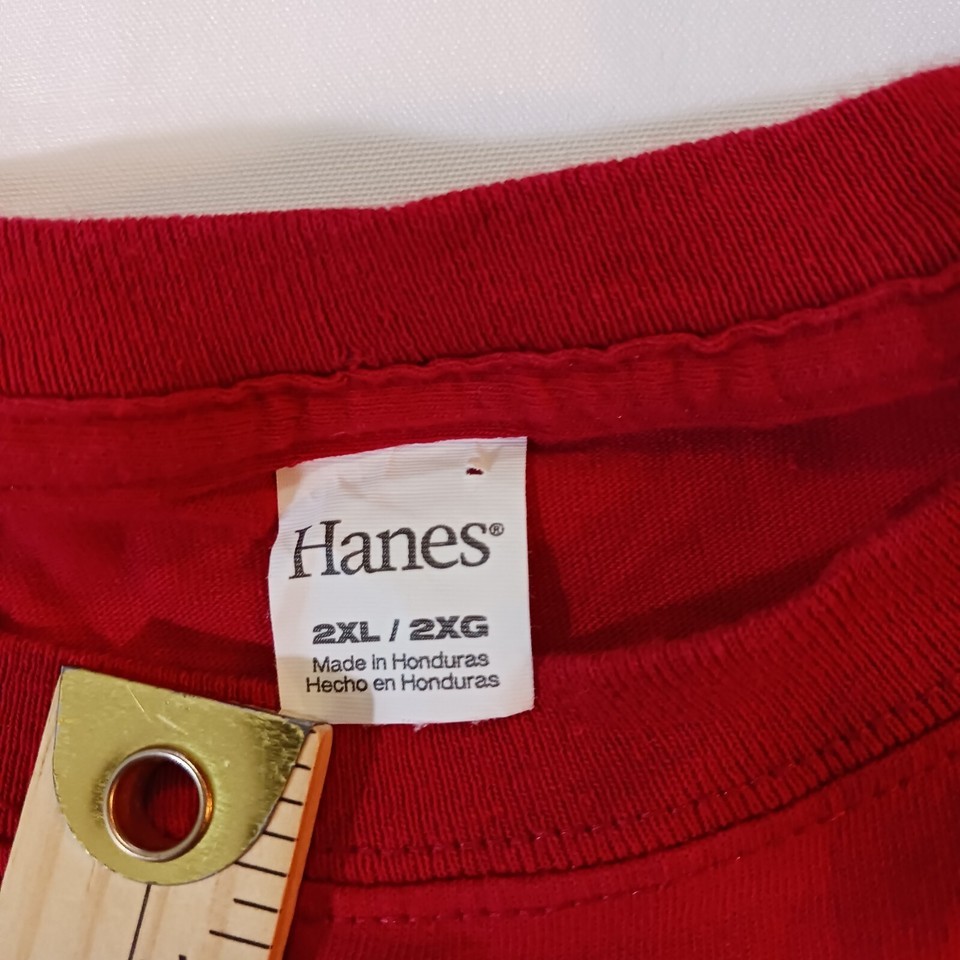 Hanes®
2XL / 2XG
Made in Honduras
Hecho en Honduras